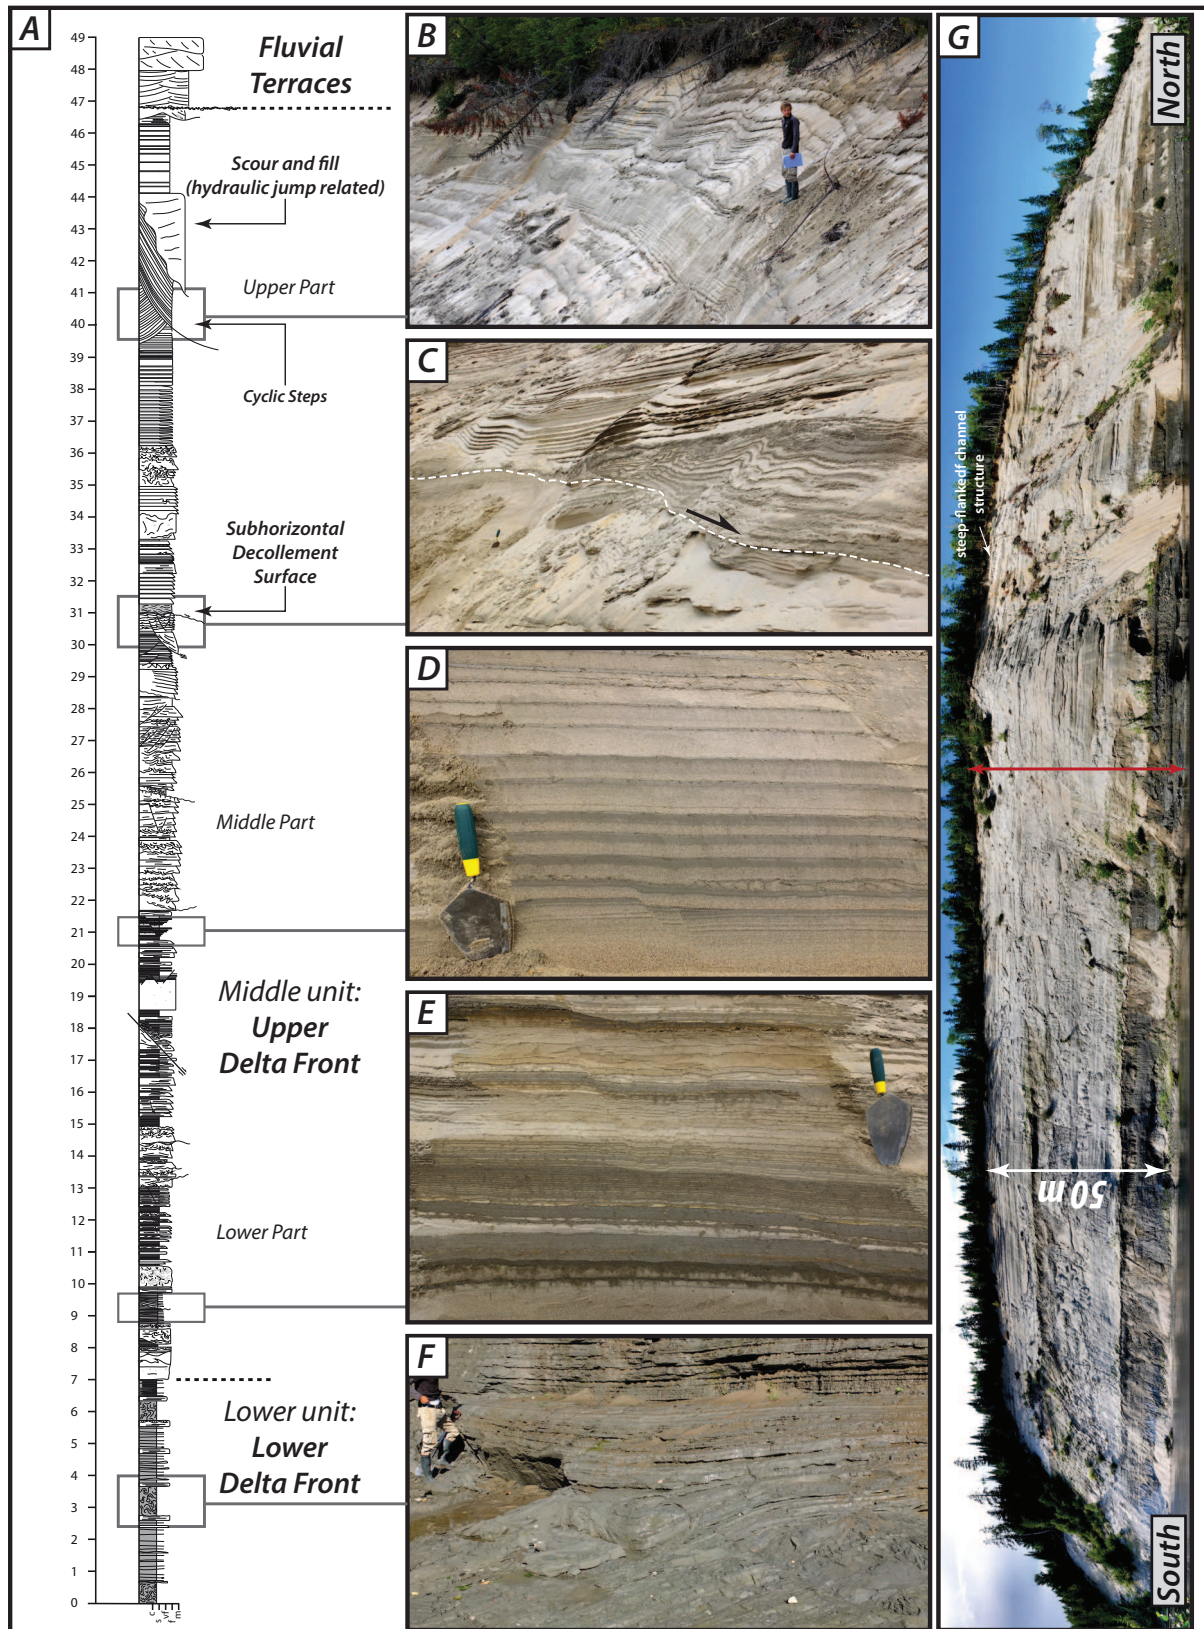 A
49
48
47
46
45
44
43
42
41
40
39
38
37
36
35
34
33
32
31
30
29
28
27
26
25
24
23
22
21
20
19
18
17
16
15
14
13
12
11
10
9
8
7
6
5
4
3
2
1
0
c
s
vf
f
m
Fluvial
Terraces
Scour and fill
(hydraulic jump related)
Upper Part
Cyclic Steps
Subhorizontal
Decollement
Surface
Middle Part
Middle unit:
Upper
Delta Front
Lower Part
Lower unit:
Lower
Delta Front
B
C
D
E
F
G
North
steep-flankedf channel
structure
50 m
South